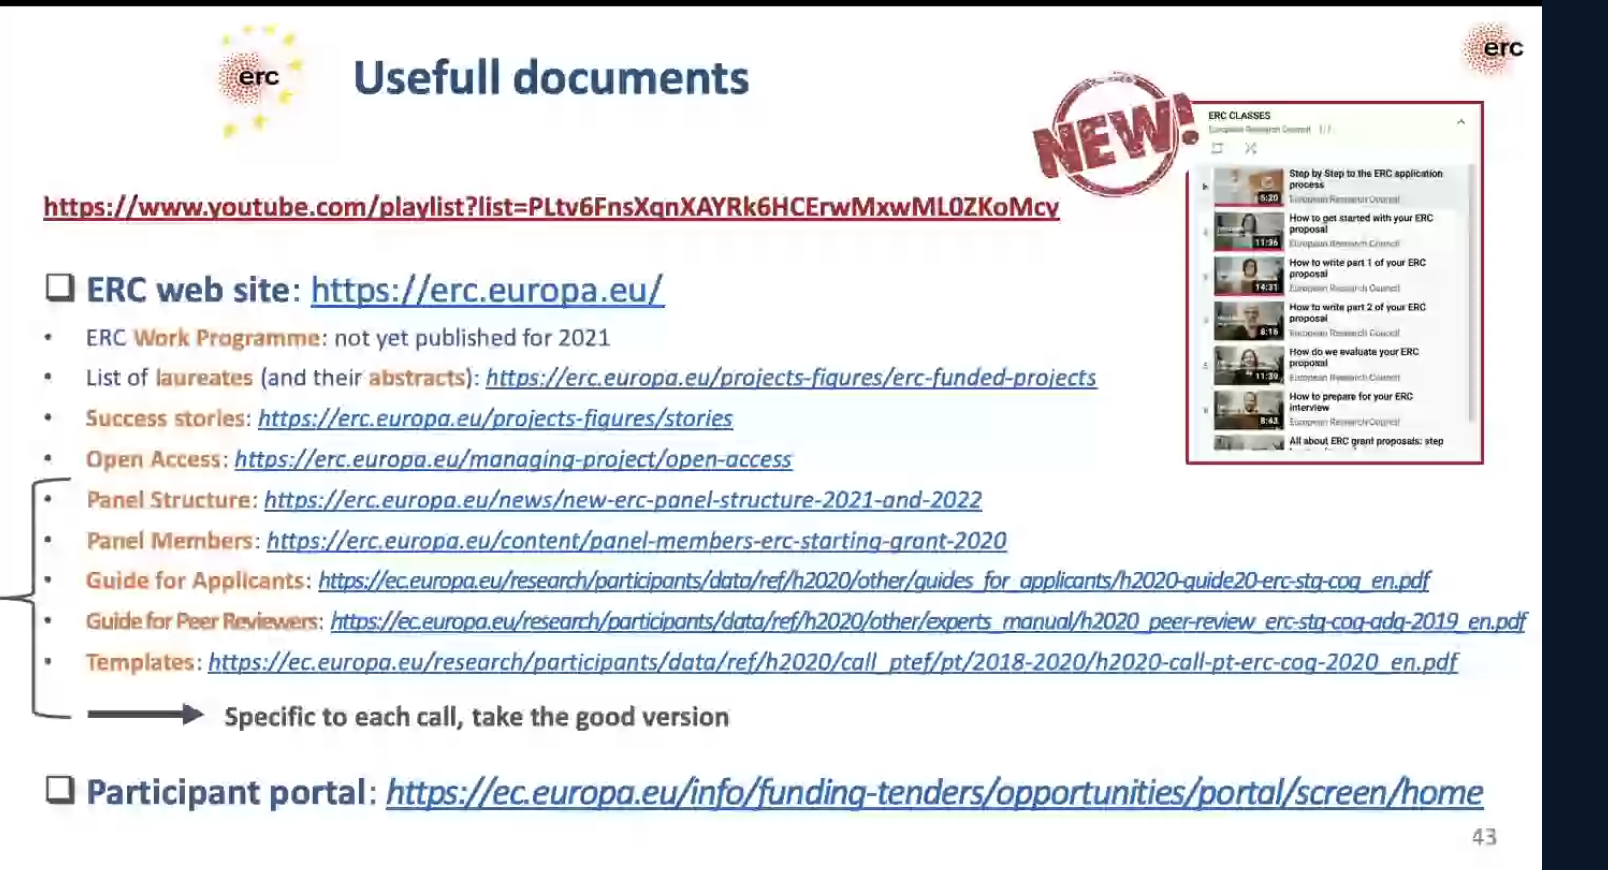 erc
Usefull documents
erc
NEW!
https://www.youtube.com/playlist?list=PLtv6FnsXqnXAYRk6HCErwMxwML0ZKoMcy
ERC CLASSES
European Research Council 1/7
Step by Step to the ERC application
process
5:20
European Research Council
How to get started with your ERC
proposal
11:36
European Research Council
How to write part 1 of your ERC
proposal
14:31
European Research Council
How to write part 2 of your ERC
proposal
8:16
European Research Council
How do we evaluate your ERC
proposal
11:39
European Research Council
How to prepare for your ERC
interview
8:43
European Research Council
All about ERC grant proposals: step
ERC web site: https://erc.europa.eu/
• ERC Work Programme: not yet published for 2021
• List of laureates (and their abstracts): https://erc.europa.eu/projects-figures/erc-funded-projects
• Success stories: https://erc.europa.eu/projects-figures/stories
• Open Access: https://erc.europa.eu/managing-project/open-access
• Panel Structure: https://erc.europa.eu/news/new-erc-panel-structure-2021-and-2022
• Panel Members: https://erc.europa.eu/content/panel-members-erc-starting-grant-2020
• Guide for Applicants: https://ec.europa.eu/research/participants/data/ref/h2020/other/guides_for_applicants/h2020-guide20-erc-stg-cog_en.pdf
• Guide for Peer Reviewers: https://ec.europa.eu/research/participants/data/ref/h2020/other/experts_manual/h2020_peer-review_erc-stg-cog-adg-2019_en.pdf
• Templates: https://ec.europa.eu/research/participants/data/ref/h2020/call_ptef/pt/2018-2020/h2020-call-pt-erc-cog-2020_en.pdf
Specific to each call, take the good version
Participant portal: https://ec.europa.eu/info/funding-tenders/opportunities/portal/screen/home
43